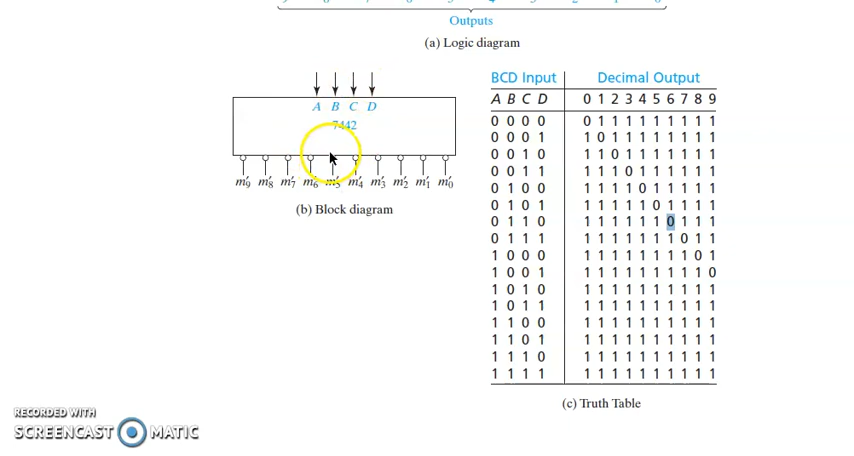 Outputs
(a) Logic diagram
A B C D
7442
m′9 m′8 m′7 m′6 m′5 m′4 m′3 m′2 m′1 m′0
(b) Block diagram
BCD Input Decimal Output
A B C D 0 1 2 3 4 5 6 7 8 9
0 0 0 0 0 1 1 1 1 1 1 1 1 1
0 0 0 1 1 0 1 1 1 1 1 1 1 1
0 0 1 0 1 1 0 1 1 1 1 1 1 1
0 0 1 1 1 1 1 0 1 1 1 1 1 1
0 1 0 0 1 1 1 1 0 1 1 1 1 1
0 1 0 1 1 1 1 1 1 0 1 1 1 1
0 1 1 0 1 1 1 1 1 1 0 1 1 1
0 1 1 1 1 1 1 1 1 1 1 0 1 1
1 0 0 0 1 1 1 1 1 1 1 1 0 1
1 0 0 1 1 1 1 1 1 1 1 1 1 0
1 0 1 0 1 1 1 1 1 1 1 1 1 1
1 0 1 1 1 1 1 1 1 1 1 1 1 1
1 1 0 0 1 1 1 1 1 1 1 1 1 1
1 1 0 1 1 1 1 1 1 1 1 1 1 1
1 1 1 0 1 1 1 1 1 1 1 1 1 1
1 1 1 1 1 1 1 1 1 1 1 1 1 1
(c) Truth Table
RECORDED WITH
SCREENCAST MATIC